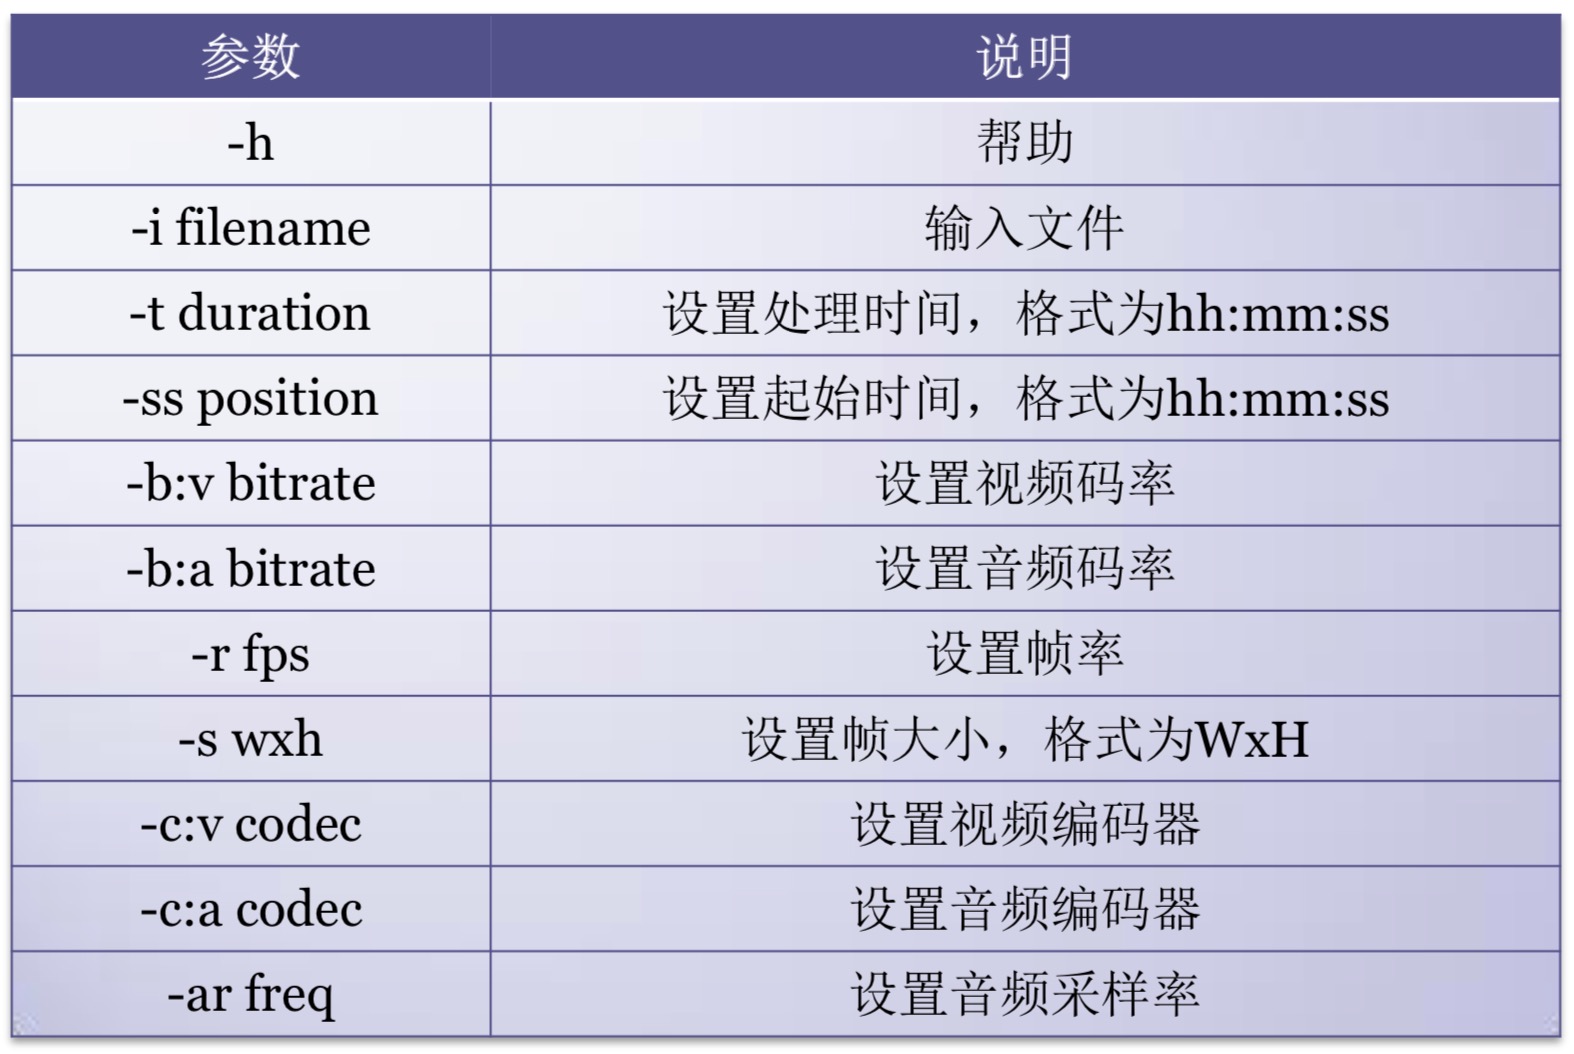 参数 说明
-h 帮助
-i filename 输入文件
-t duration 设置处理时间，格式为hh:mm:ss
-ss position 设置起始时间，格式为hh:mm:ss
-b:v bitrate 设置视频码率
-b:a bitrate 设置音频码率
-r fps 设置帧率
-s wxh 设置帧大小，格式为WxH
-c:v codec 设置视频编码器
-c:a codec 设置音频编码器
-ar freq 设置音频采样率